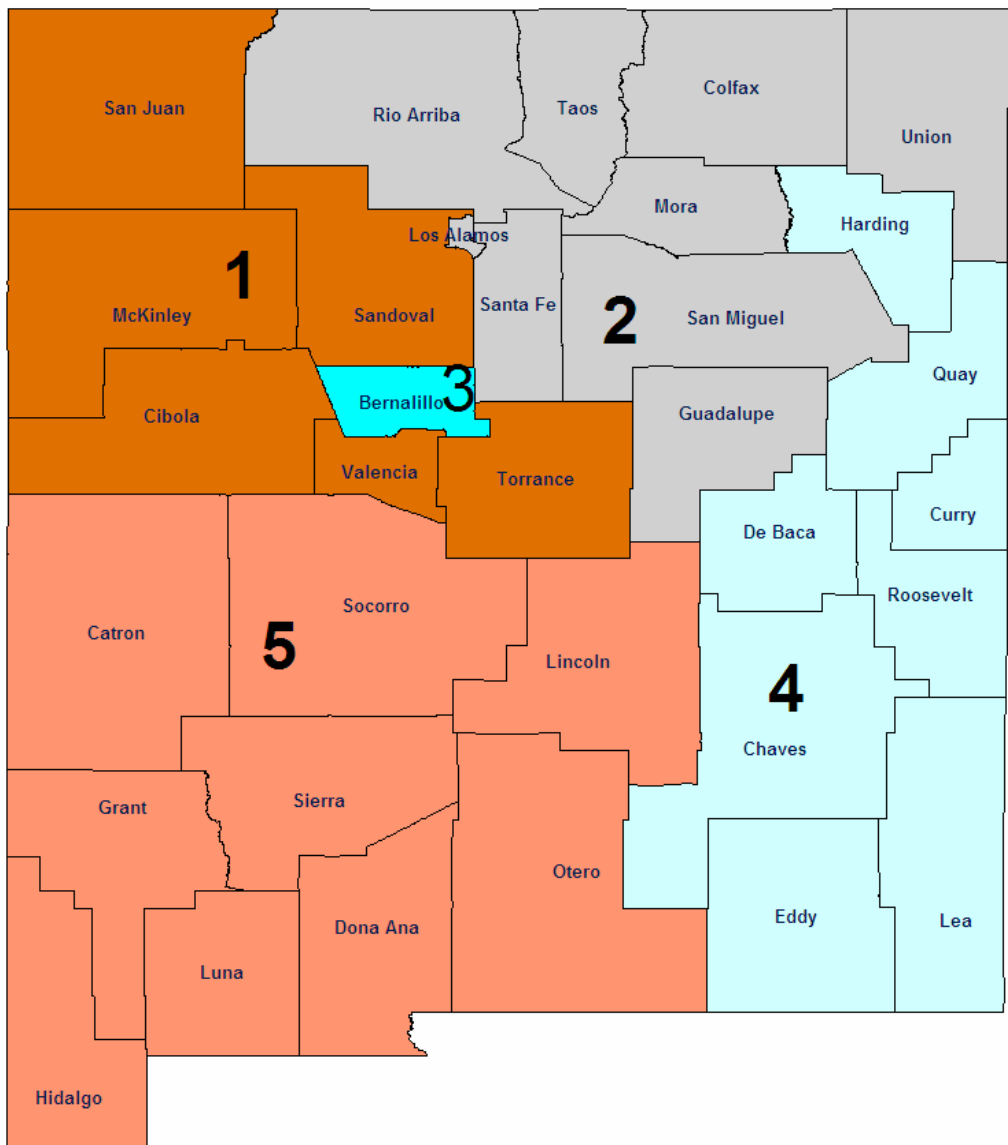 San Juan
Rio Arriba
Taos
Colfax
Union
Mora
Harding
Los Alamos
1
McKinley
Sandoval
Santa Fe
2
San Miguel
Quay
Cibola
Bernalillo
3
Guadalupe
Valencia
Torrance
Curry
De Baca
Roosevelt
Catron
Socorro
5
Lincoln
4
Chaves
Grant
Sierra
Otero
Dona Ana
Eddy
Lea
Luna
Hidalgo